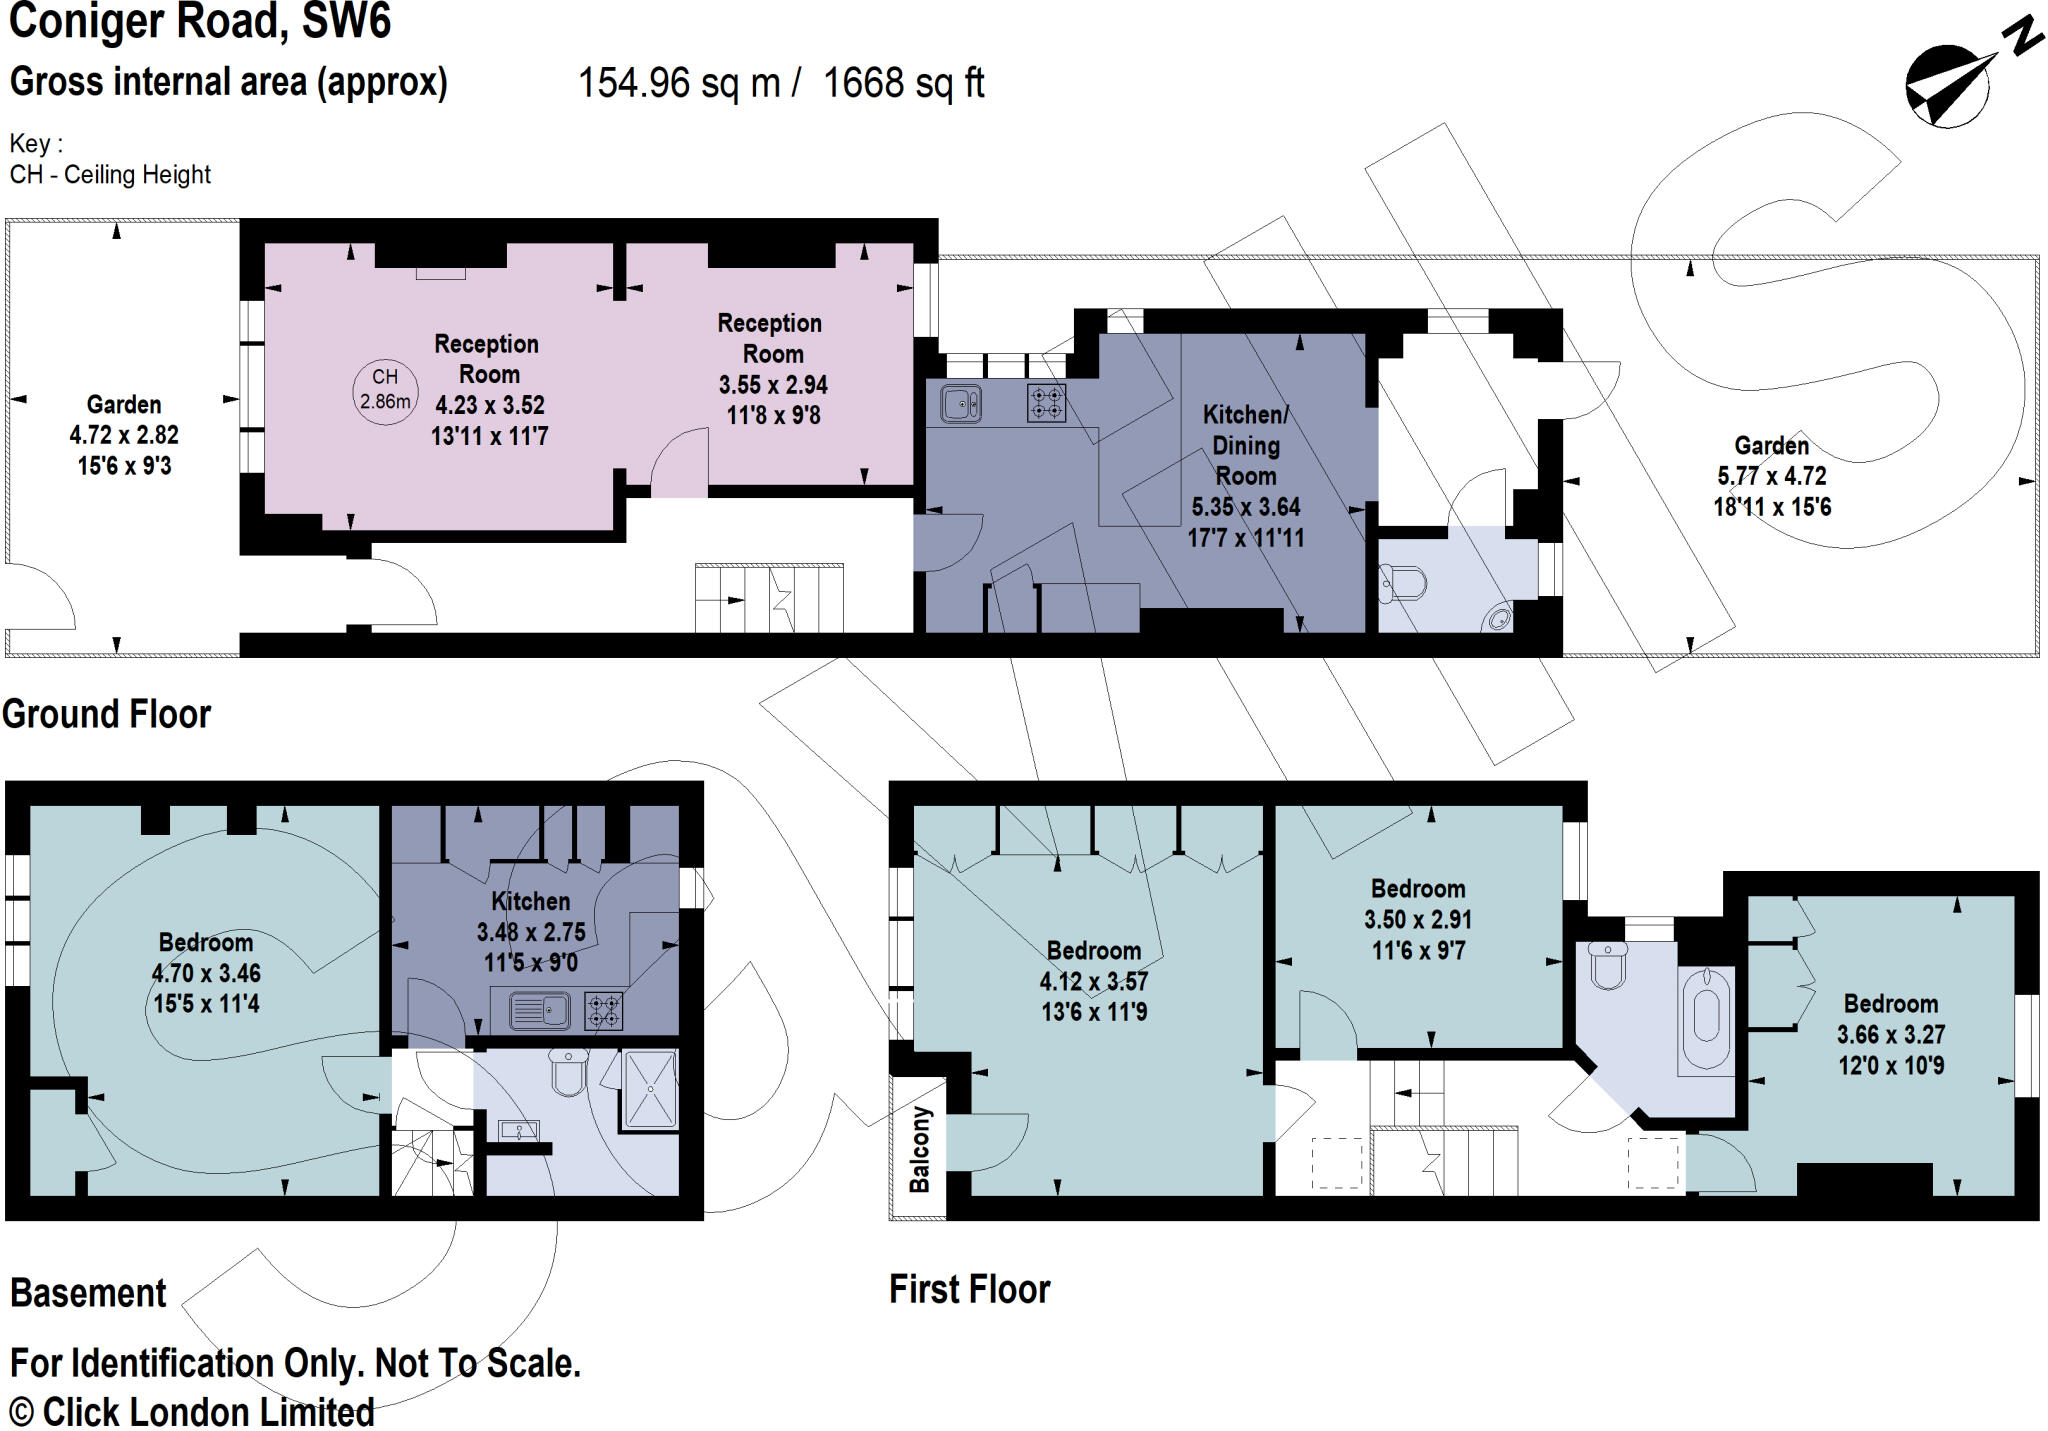 Coniger Road, SW6
Gross internal area (approx) 154.96 sq m / 1668 sq ft
Key :
CH - Ceiling Height
N
Garden
4.72 x 2.82
15'6 x 9'3
CH
2.86m
Reception
Room
4.23 x 3.52
13'11 x 11'7
Reception
Room
3.55 x 2.94
11'8 x 9'8
Kitchen/
Dining
Room
5.35 x 3.64
17'7 x 11'11
Garden
5.77 x 4.72
18'11 x 15'6
Ground Floor
Bedroom
4.70 x 3.46
15'5 x 11'4
Kitchen
3.48 x 2.75
11'5 x 9'0
Basement
Balcony
Bedroom
4.12 x 3.57
13'6 x 11'9
Bedroom
3.50 x 2.91
11'6 x 9'7
Bedroom
3.66 x 3.27
12'0 x 10'9
First Floor
For Identification Only. Not To Scale.
© Click London Limited